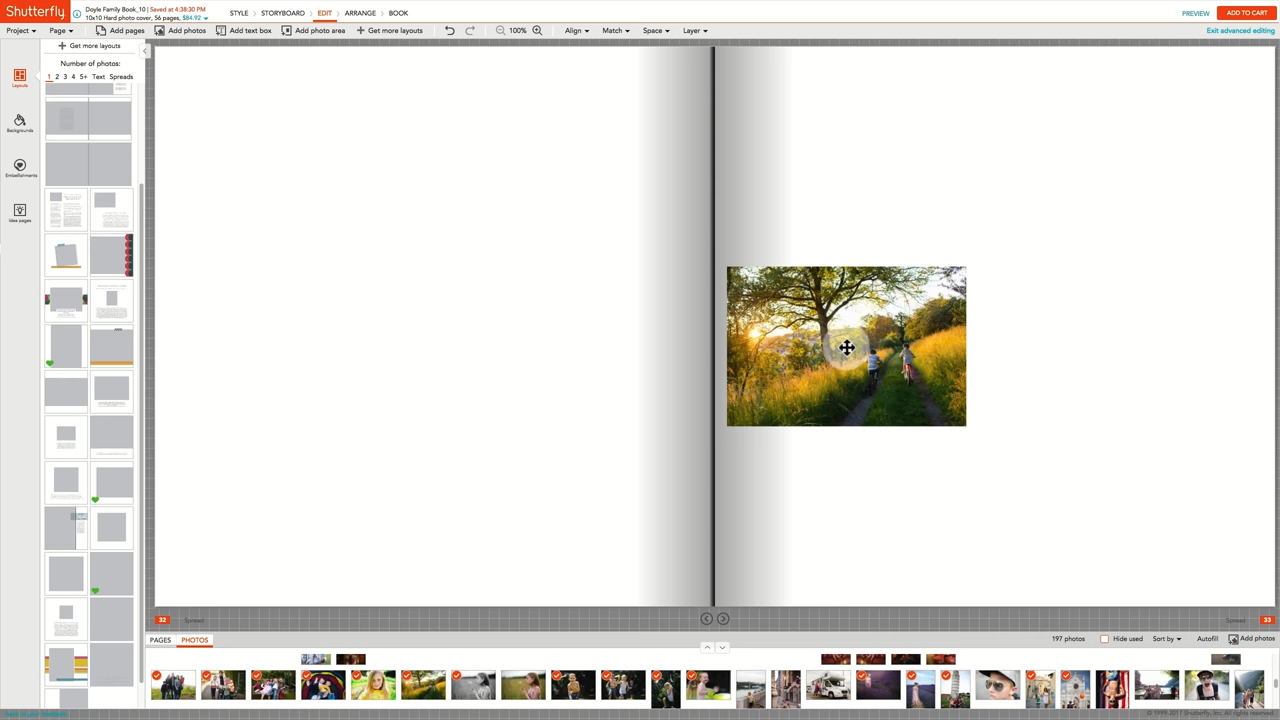 Shutterfly
Doyle Family Book_10 | Saved at 4:38:30 PM
10x10 Hard photo cover, 56 pages, $84.92
STYLE STORYBOARD EDIT ARRANGE BOOK
PREVIEW ADD TO CART
Project Page Add pages Add photos Add text box Add photo area Get more layouts 100% Align Match Space Layer Exit advanced editing
Get more layouts
Number of photos:
1 2 3 4 5+ Text Spreads
Layouts
Backgrounds
Embellishments
Idea pages
32 Spread Spread 33
PAGES PHOTOS 197 photos Hide used Sort by Autofill Add photos